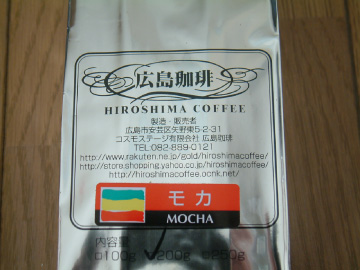 広島珈琲
HIROSHIMA COFFEE
製造・販売者
広島市安芸区矢野東5-2-31
コスモステージ有限会社 広島珈琲
TEL:082-889-0121
http://www.rakuten.ne.jp/gold/hiroshimacoffee/
http://store.shopping.yahoo.co.jp/hiroshimacoffee/
http://hiroshimacoffee.ocnk.net/
モカ
MOCHA
内容量
□100g ✓200g □250g